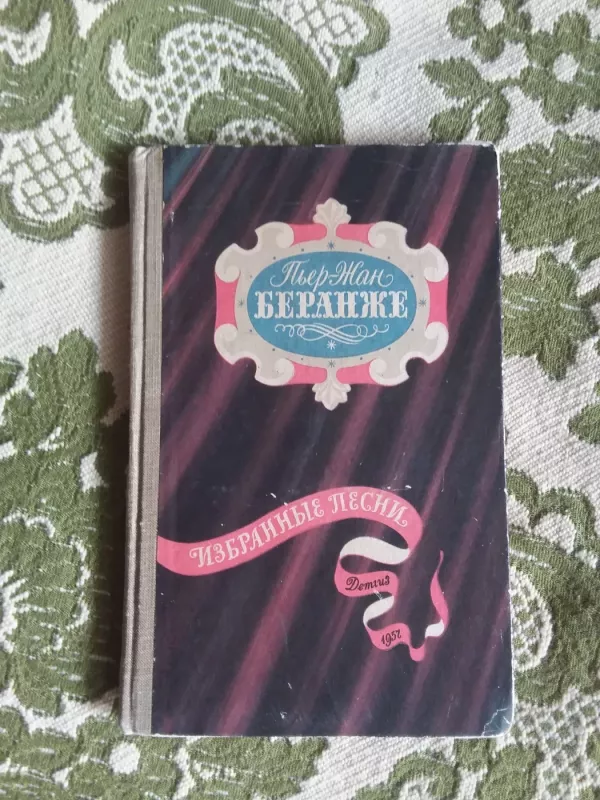 Пьер-Жан
БЕРАНЖЕ
ИЗБРАННЫЕ ПЕСНИ
Детгиз
1957